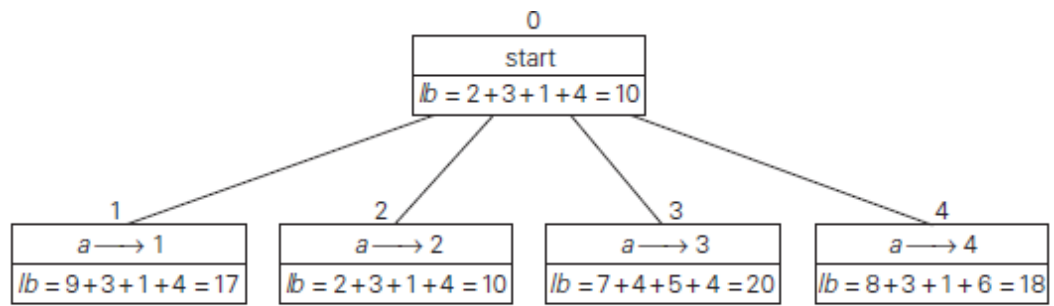 0
start
lb = 2+3+1+4 = 10
1
2
3
4
a ⟶ 1
a ⟶ 2
a ⟶ 3
a ⟶ 4
lb = 9+3+1+4 = 17
lb = 2+3+1+4 = 10
lb = 7+4+5+4 = 20
lb = 8+3+1+6 = 18